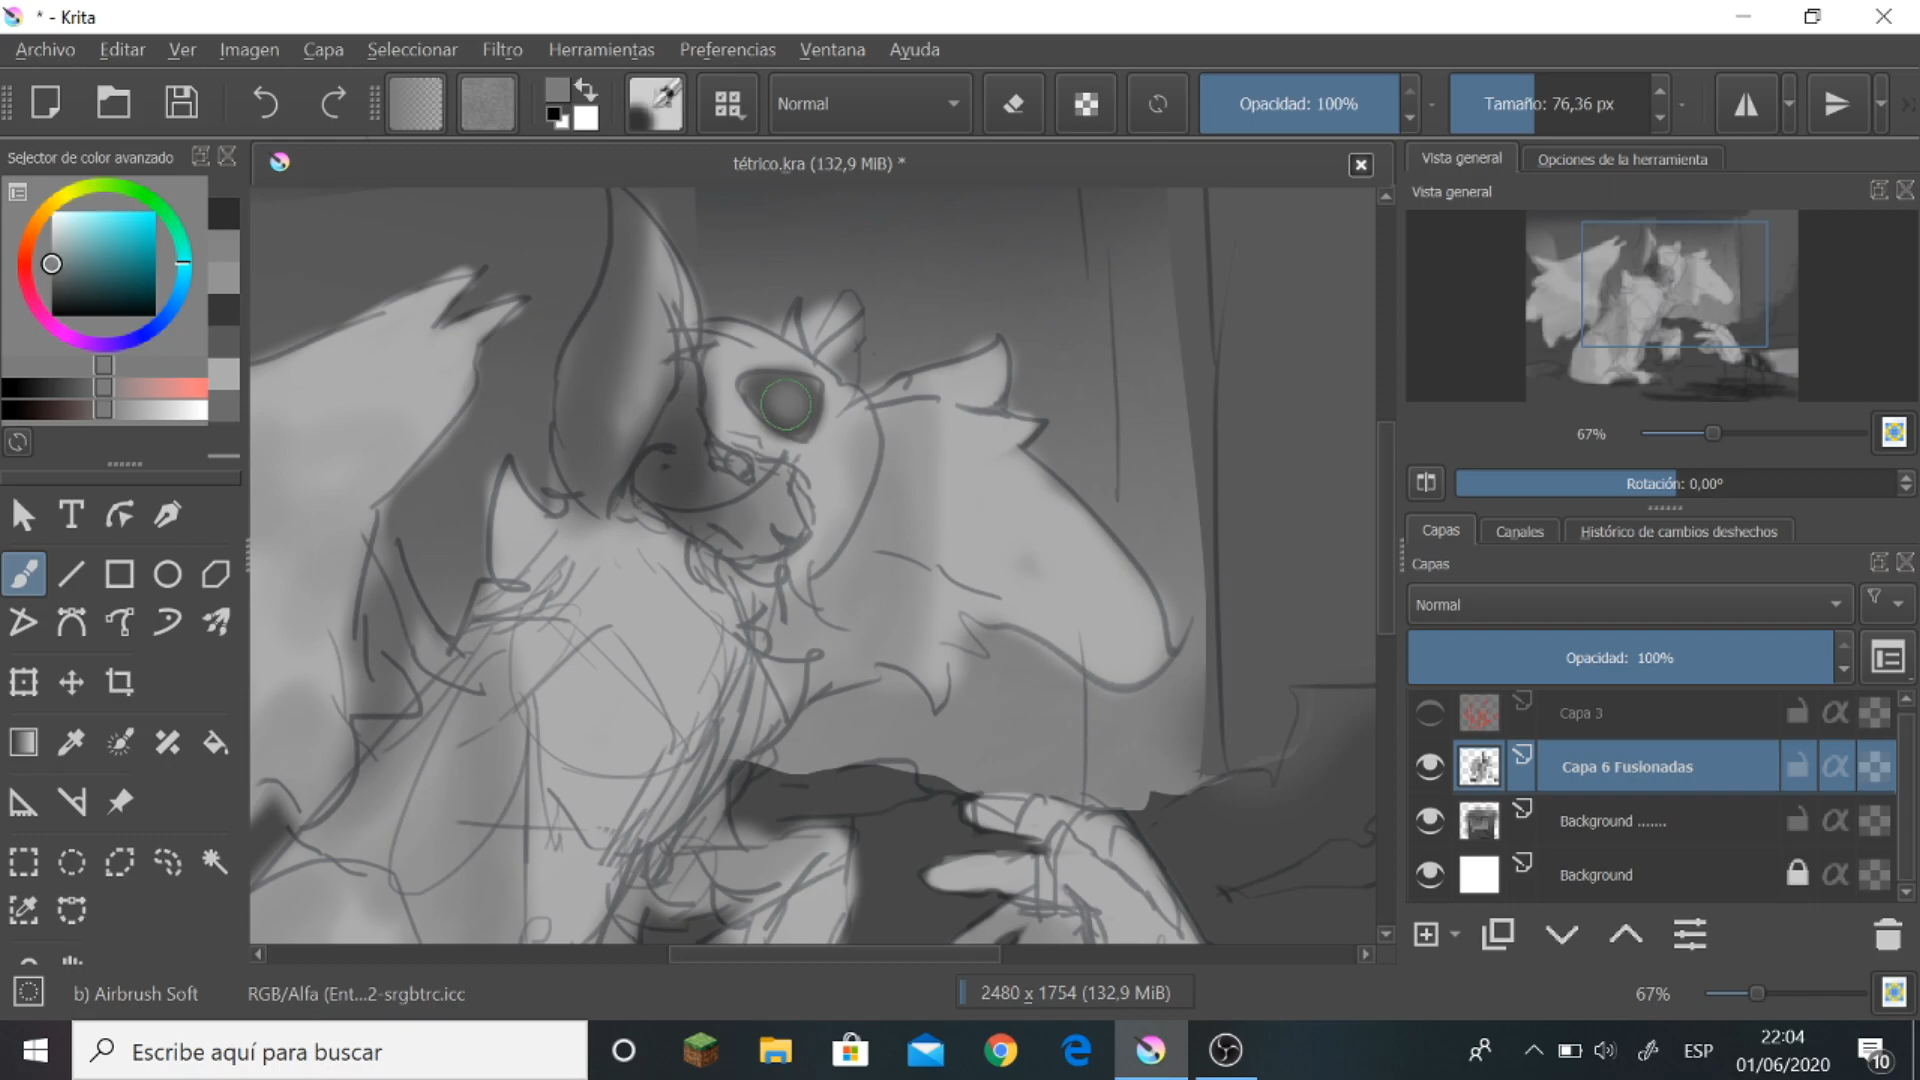 * - Krita
Archivo Editar Ver Imagen Capa Seleccionar Filtro Herramientas Preferencias Ventana Ayuda
Normal Opacidad: 100% Tamaño: 76,36 px
Selector de color avanzado
tétrico.kra (132,9 MiB) *
Vista general Opciones de la herramienta
Vista general
67%
Rotación: 0,00º
Capas Canales Histórico de cambios deshechos
Capas
Normal
Opacidad: 100%
Capa 3
Capa 6 Fusionadas
Background .......
Background
b) Airbrush Soft RGB/Alfa (Ent...2-srgbtrc.icc 2480 x 1754 (132,9 MiB) 67%
Escribe aquí para buscar
ESP
22:04
01/06/2020
10